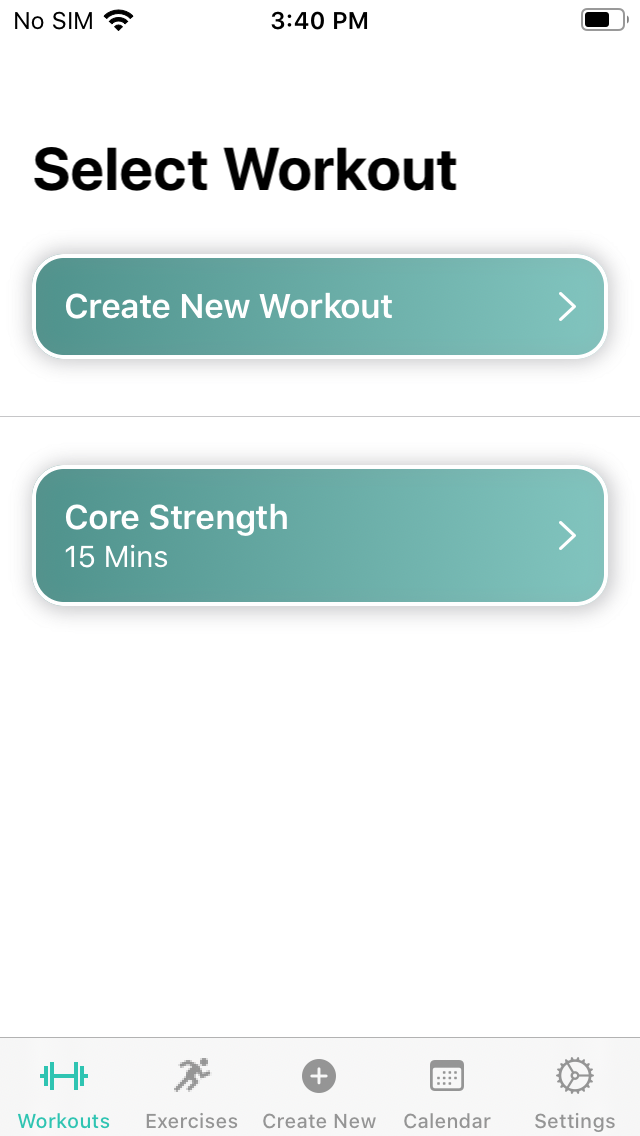 No SIM 3:40 PM
Select Workout
Create New Workout
Core Strength
15 Mins
Workouts Exercises Create New Calendar Settings